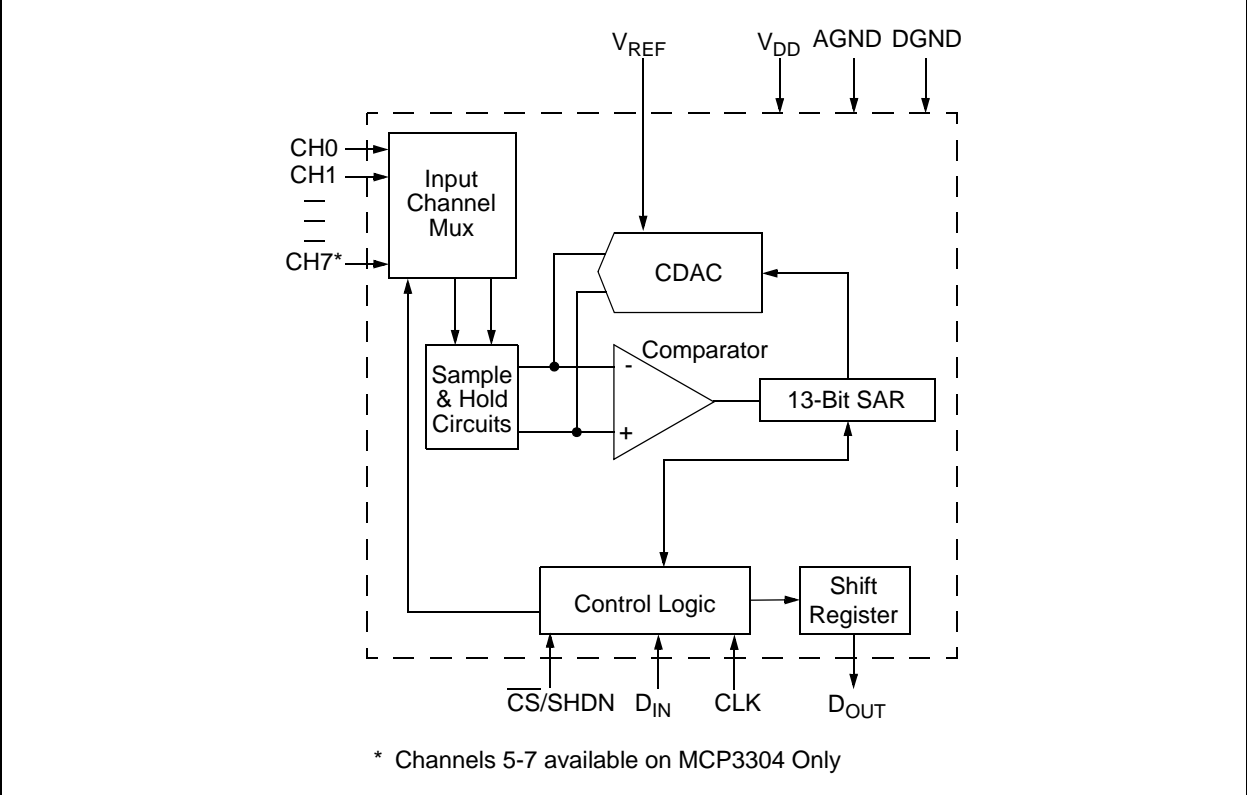 VREF
VDD AGND DGND
CH0
CH1
CH7*
Input
Channel
Mux
CDAC
Comparator
Sample
& Hold
Circuits
-
+
13-Bit SAR
Control Logic
Shift
Register
CS/SHDN DIN CLK DOUT
* Channels 5-7 available on MCP3304 Only